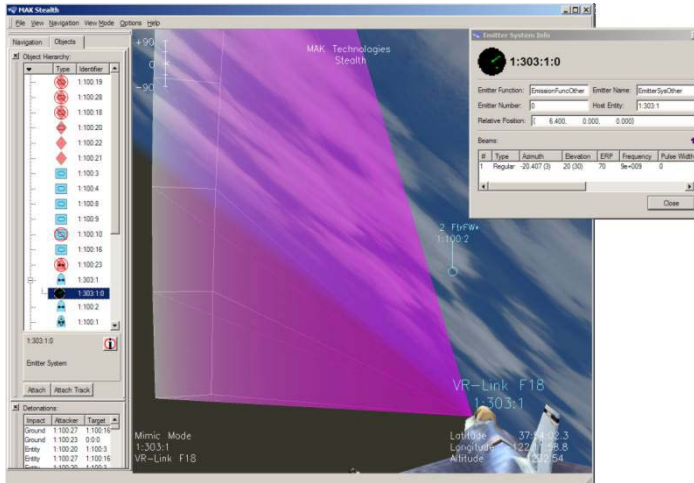 MAK Stealth
File View Navigation View Mode Options Help
Navigation Objects
Object Hierarchy:
Type Identifier
1:100:19
1:100:28
1:100:18
1:100:20
1:100:22
1:100:21
1:100:3
1:100:4
1:100:8
1:100:9
1:100:10
1:100:16
1:100:23
1:303:1
1:303:1:0
1:100:2
1:100:1
1:303:1:0
Emitter System
Attach Attach Track
Detonations:
Impact Attacker Target
Ground 1:100:27 1:100:16
Ground 1:100:23 0:0:0
Entity 1:100:20 1:100:3
Entity 1:100:27 1:100:16
Entity 1:100:20 1:100:3
+90
0
-90
MAK Technologies
Stealth
2 FtrFW*
1:100:2
VR-Link F18
1:303:1
Mimic Mode
1:303:1
VR-Link F18
Latitude
Longitude
Altitude
Emitter System Info
1:303:1:0
Emitter Function: EmissionFuncOther Emitter Name: EmitterSysOther
Emitter Number: 0 Host Entity: 1:303:1
Relative Position: [ 6.400, 0.000, 0.000]
Beams:
# Type Azimuth Elevation ERP Frequency Pulse Width
1 Regular -20.407 (3) 20 (30) 70 9e+009 0
Close